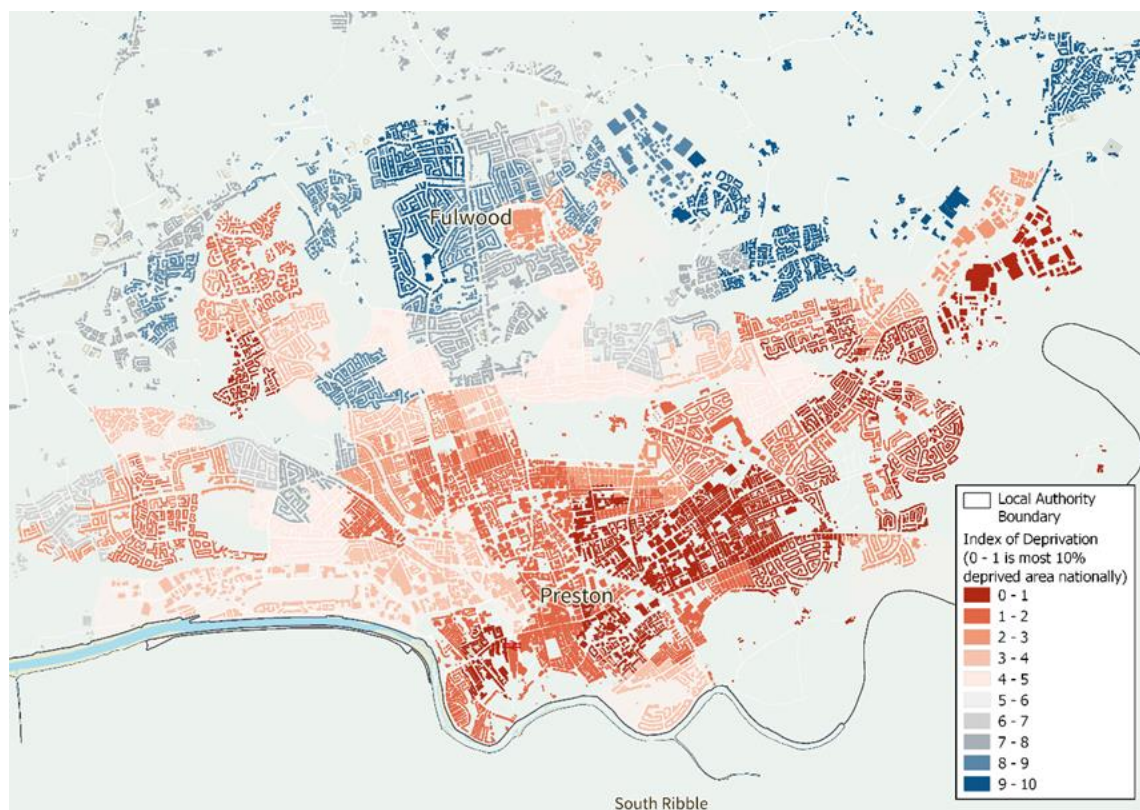 Fulwood
Preston
South Ribble
Local Authority
Boundary
Index of Deprivation
(0 - 1 is most 10%
deprived area nationally)
0 - 1
1 - 2
2 - 3
3 - 4
4 - 5
5 - 6
6 - 7
7 - 8
8 - 9
9 - 10